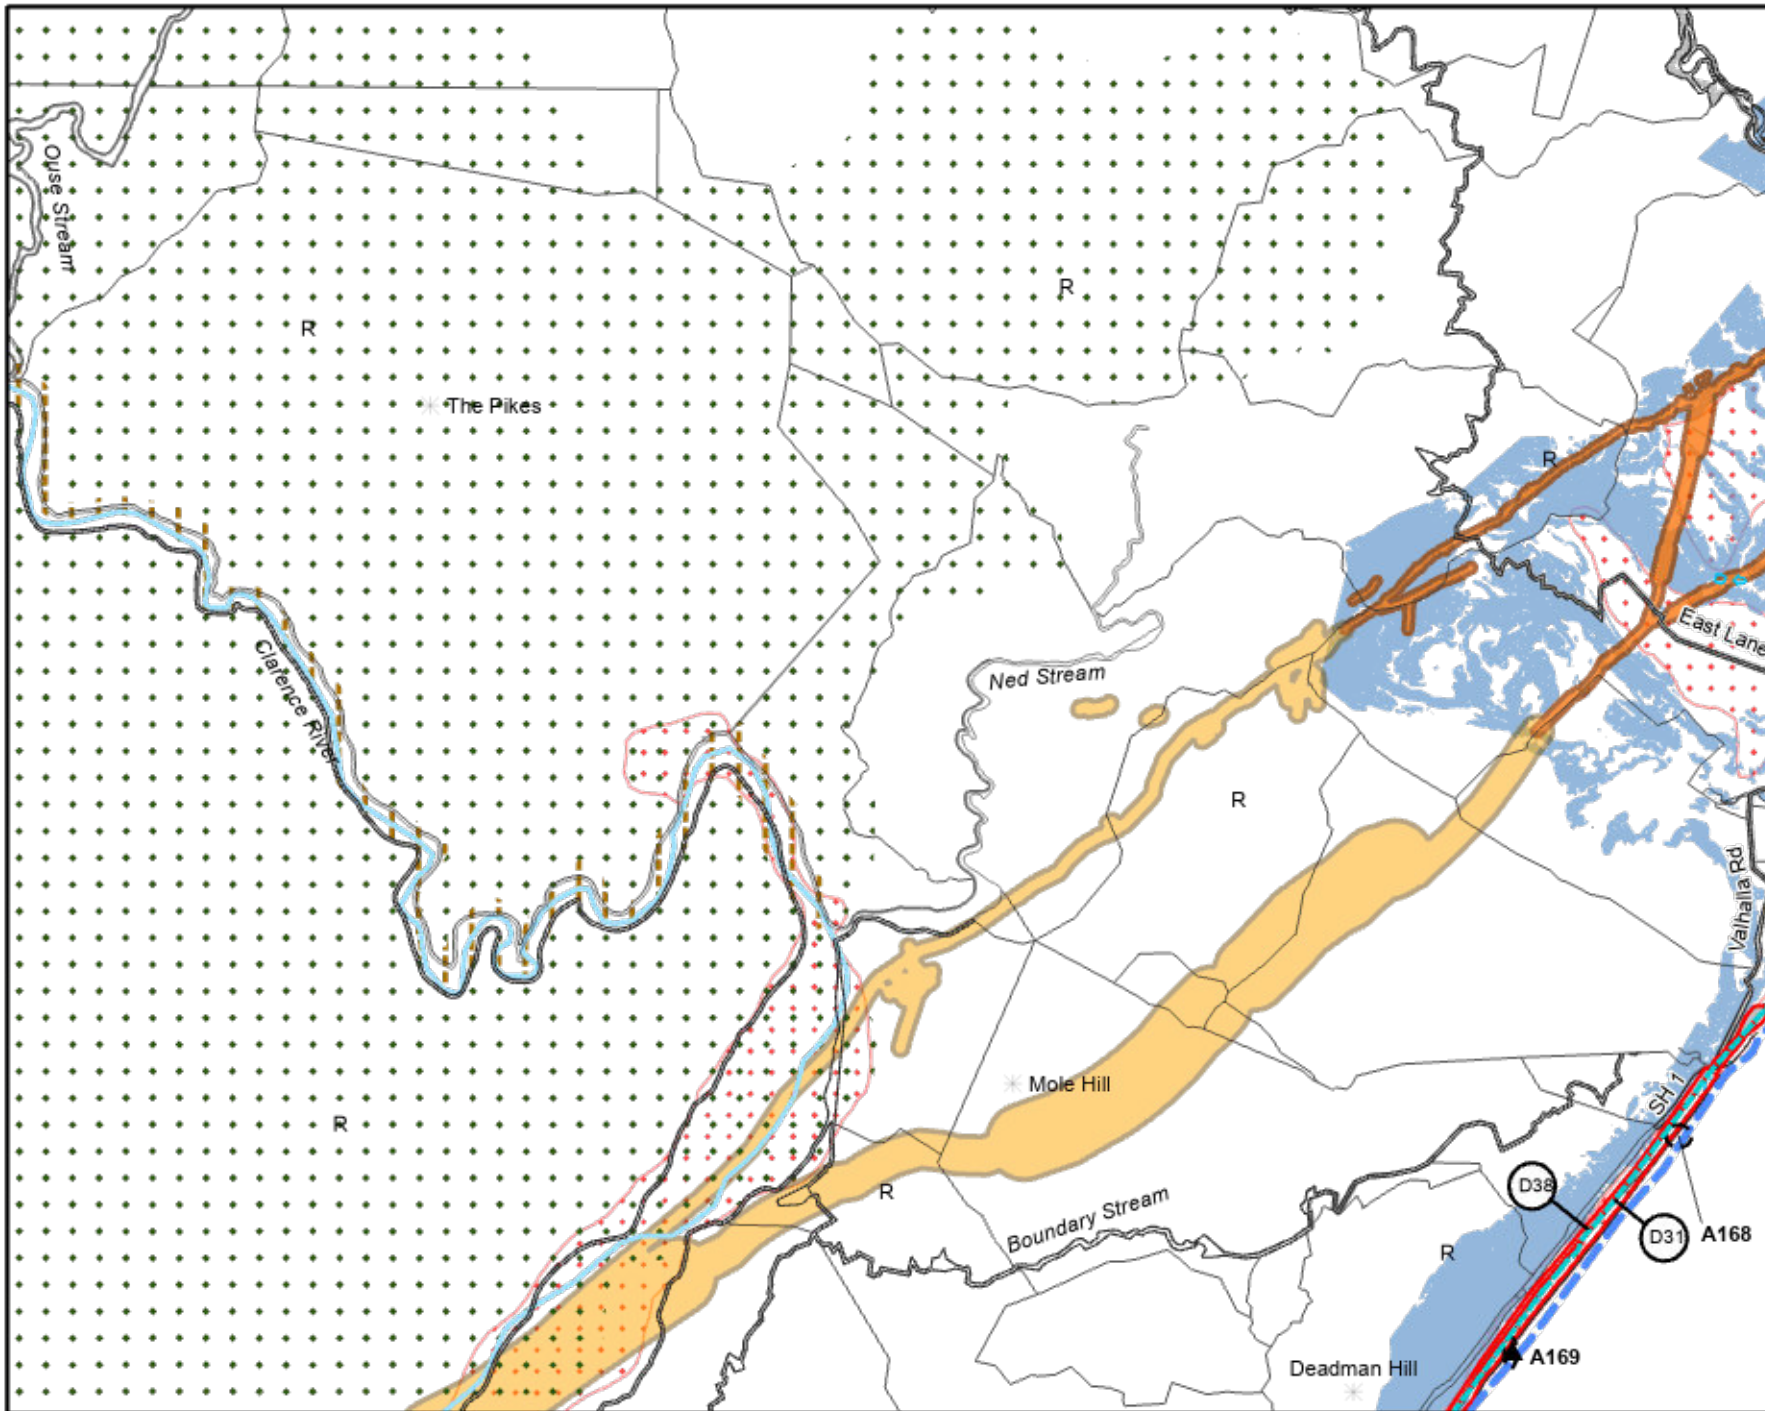 Ouse Stream
R
R
The Pikes
R
East Lane
Clarence River
Ned Stream
R
Valhalla Rd
Mole Hill
SH 1
R
D38
R
Boundary Stream
D31
A168
R
A169
Deadman Hill